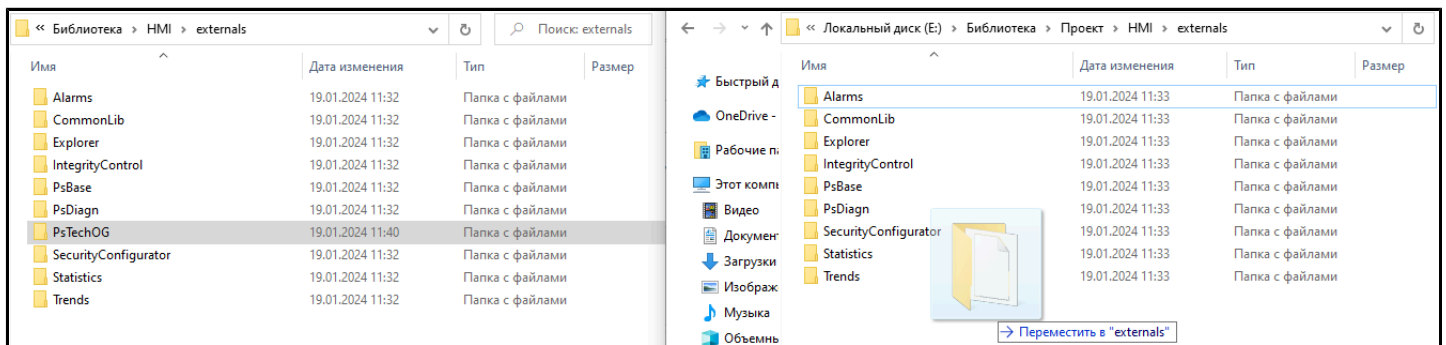 « Библиотека > HMI > externals
Поиск: externals
Имя Дата изменения Тип Размер
Alarms 19.01.2024 11:32 Папка с файлами
CommonLib 19.01.2024 11:32 Папка с файлами
Explorer 19.01.2024 11:32 Папка с файлами
IntegrityControl 19.01.2024 11:32 Папка с файлами
PsBase 19.01.2024 11:32 Папка с файлами
PsDiagn 19.01.2024 11:32 Папка с файлами
PsTechOG 19.01.2024 11:40 Папка с файлами
SecurityConfigurator 19.01.2024 11:32 Папка с файлами
Statistics 19.01.2024 11:32 Папка с файлами
Trends 19.01.2024 11:32 Папка с файлами
« Локальный диск (E:) > Библиотека > Проект > HMI > externals
Быстрый д
OneDrive -
Рабочие па
Этот компь
Видео
Докумен
Загрузки
Изображ
Музыка
Объемнь
Имя Дата изменения Тип Размер
Alarms 19.01.2024 11:33 Папка с файлами
CommonLib 19.01.2024 11:33 Папка с файлами
Explorer 19.01.2024 11:33 Папка с файлами
IntegrityControl 19.01.2024 11:33 Папка с файлами
PsBase 19.01.2024 11:33 Папка с файлами
PsDiagn 19.01.2024 11:33 Папка с файлами
SecurityConfigurator 19.01.2024 11:33 Папка с файлами
Statistics 19.01.2024 11:33 Папка с файлами
Trends 19.01.2024 11:33 Папка с файлами
→ Переместить в "externals"